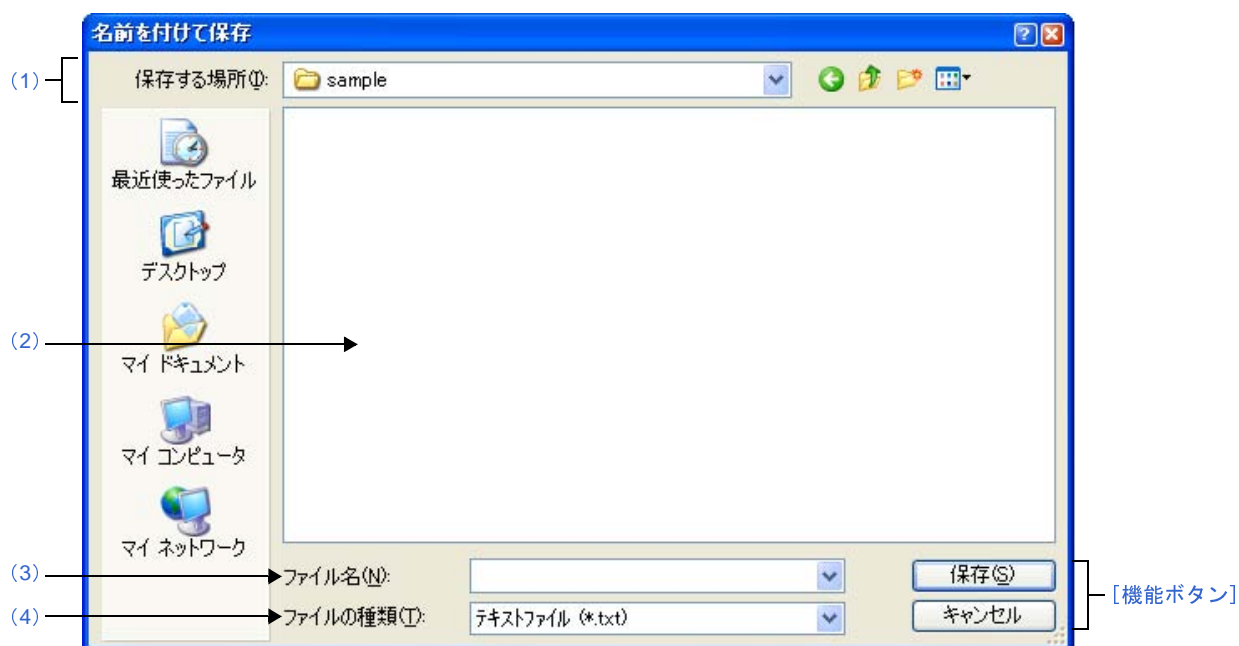 名前を付けて保存
(1)
保存する場所(I):
sample
最近使ったファイル
デスクトップ
(2)
マイ ドキュメント
マイ コンピュータ
マイ ネットワーク
(3)
ファイル名(N):
保存(S)
[機能ボタン]
(4)
ファイルの種類(T):
テキストファイル (*.txt)
キャンセル